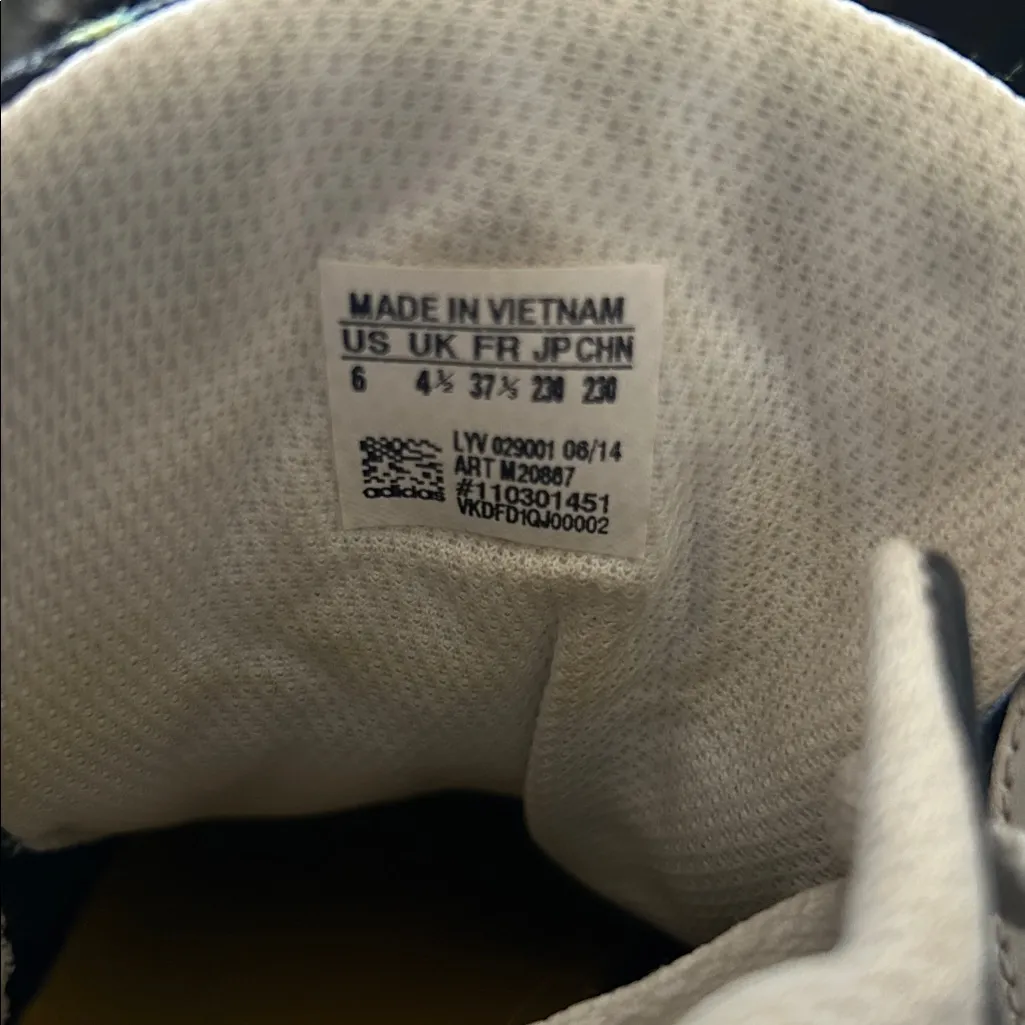 MADE IN VIETNAM
US UK FR JP CHN
6 4½ 37⅓ 230 230
LYV 029001 06/14
ART M20867
#110301451
VKDFD1QJ00002
adidas